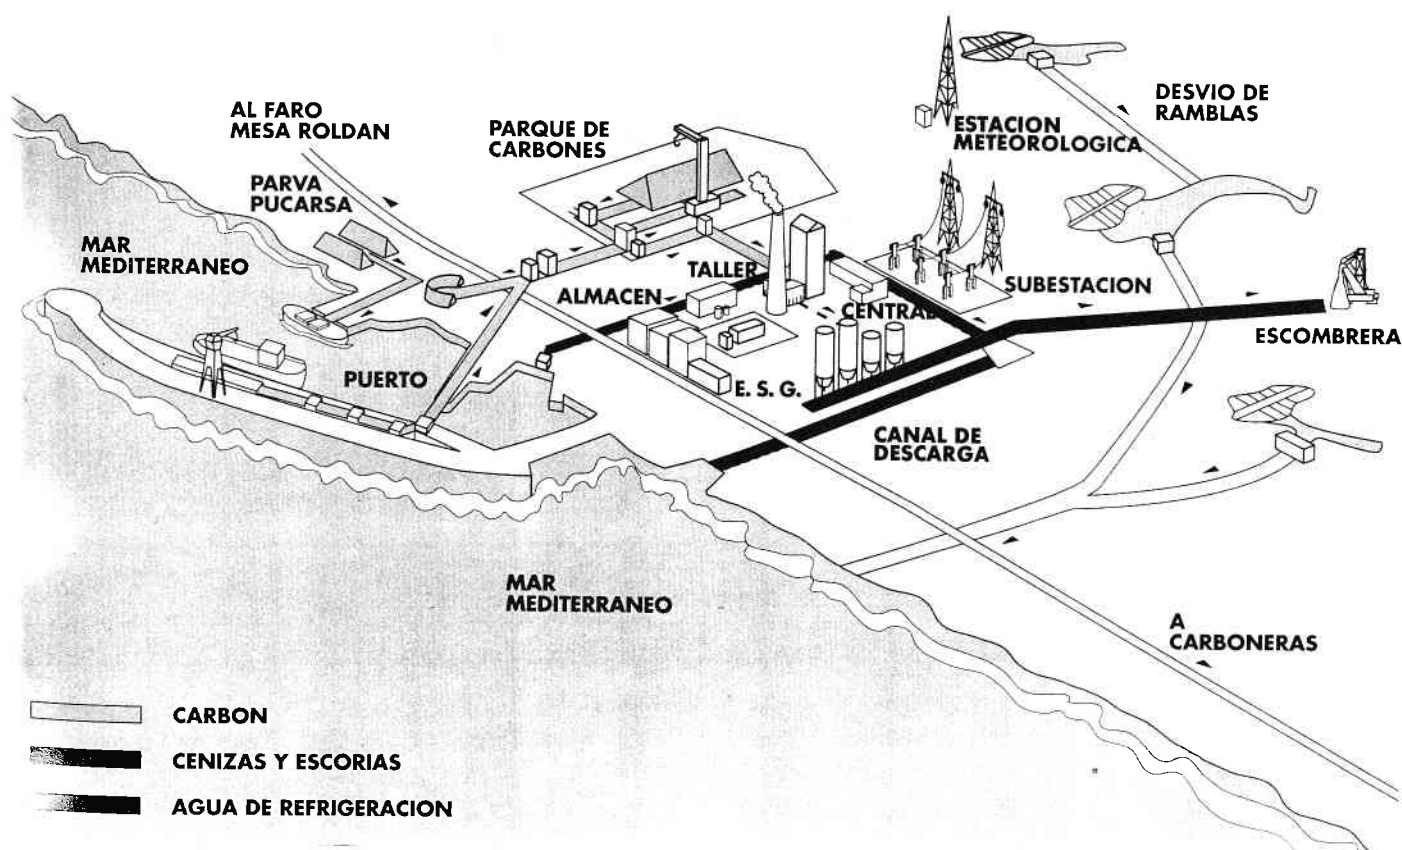 DESVIO DE
RAMBLAS
AL FARO
MESA ROLDAN
PARQUE DE
CARBONES
ESTACION
METEOROLOGICA
PARVA
PUCARSA
MAR
MEDITERRANEO
TALLER
SUBESTACION
ALMACEN
CENTRAL
ESCOMBRERA
PUERTO
E. S. G.
CANAL DE
DESCARGA
MAR
MEDITERRANEO
A
CARBONERAS
CARBON
CENIZAS Y ESCORIAS
AGUA DE REFRIGERACION